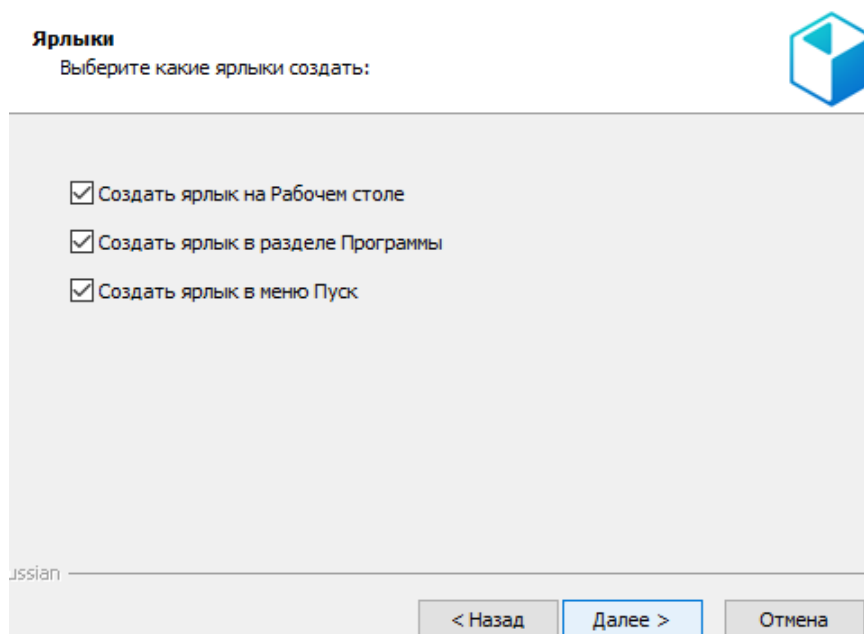 Ярлыки
Выберите какие ярлыки создать:
Создать ярлык на Рабочем столе
Создать ярлык в разделе Программы
Создать ярлык в меню Пуск
ussian
< Назад
Далее >
Отмена